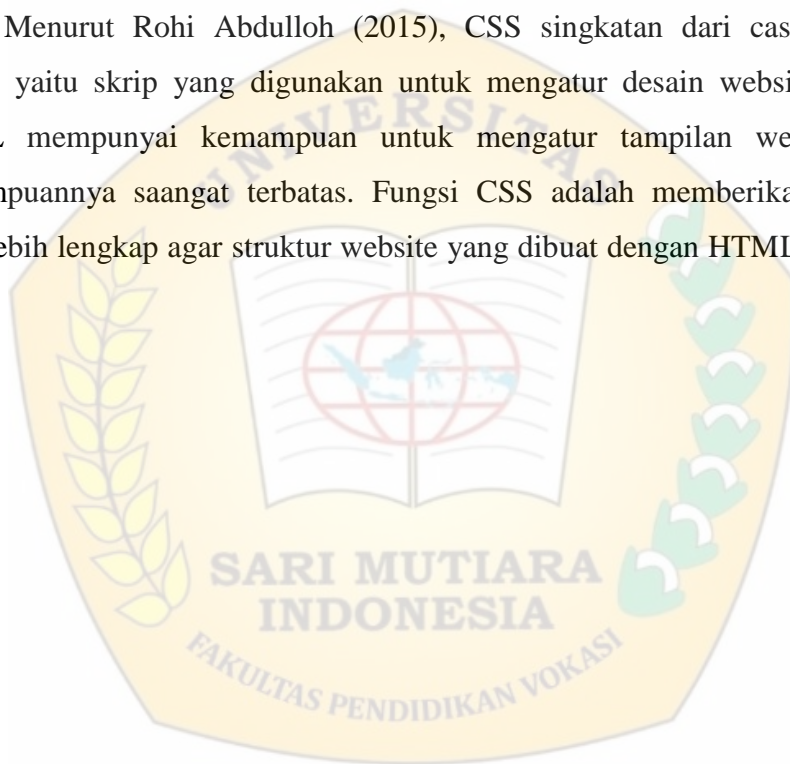 Menurut Rohi Abdulloh (2015), CSS singkatan dari cas
yaitu skrip yang digunakan untuk mengatur desain websi
mempunyai kemampuan untuk mengatur tampilan we
mpuannya saangat terbatas. Fungsi CSS adalah memberika
ebih lengkap agar struktur website yang dibuat dengan HTML
UNIVERSITAS
SARI MUTIARA
INDONESIA
FAKULTAS PENDIDIKAN VOKASI